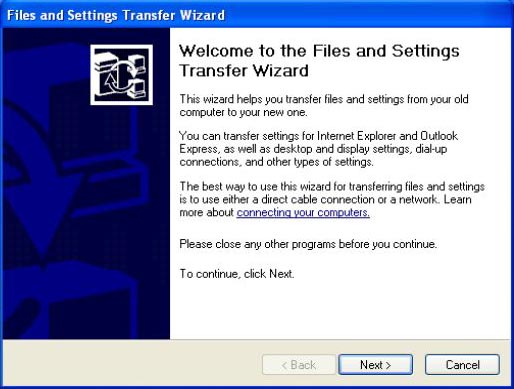 Files and Settings Transfer Wizard
Welcome to the Files and Settings
Transfer Wizard
This wizard helps you transfer files and settings from your old
computer to your new one.
You can transfer settings for Internet Explorer and Outlook
Express, as well as desktop and display settings, dial-up
connections, and other types of settings.
The best way to use this wizard for transferring files and settings
is to use either a direct cable connection or a network. Learn
more about connecting your computers.
Please close any other programs before you continue.
To continue, click Next.
< Back
Next >
Cancel